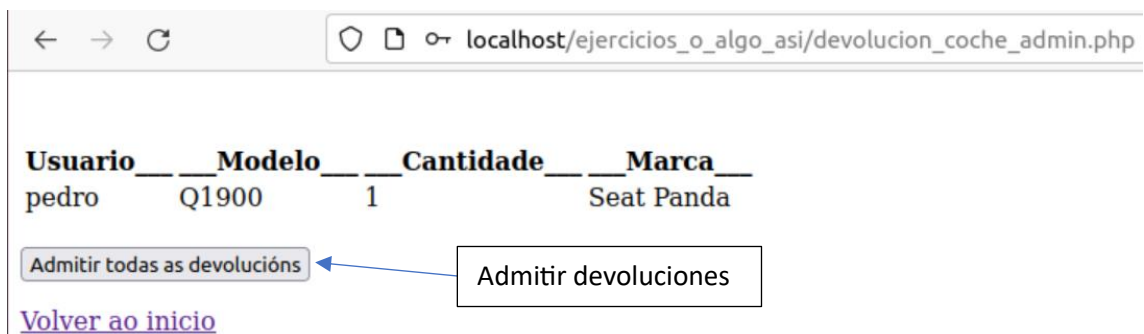 localhost/ejercicios_o_algo_asi/devolucion_coche_admin.php
Usuario___ ___Modelo___ ___Cantidade___ ___Marca___
pedro Q1900 1 Seat Panda
Admitir todas as devolucións
Admitir devoluciones
Volver ao inicio